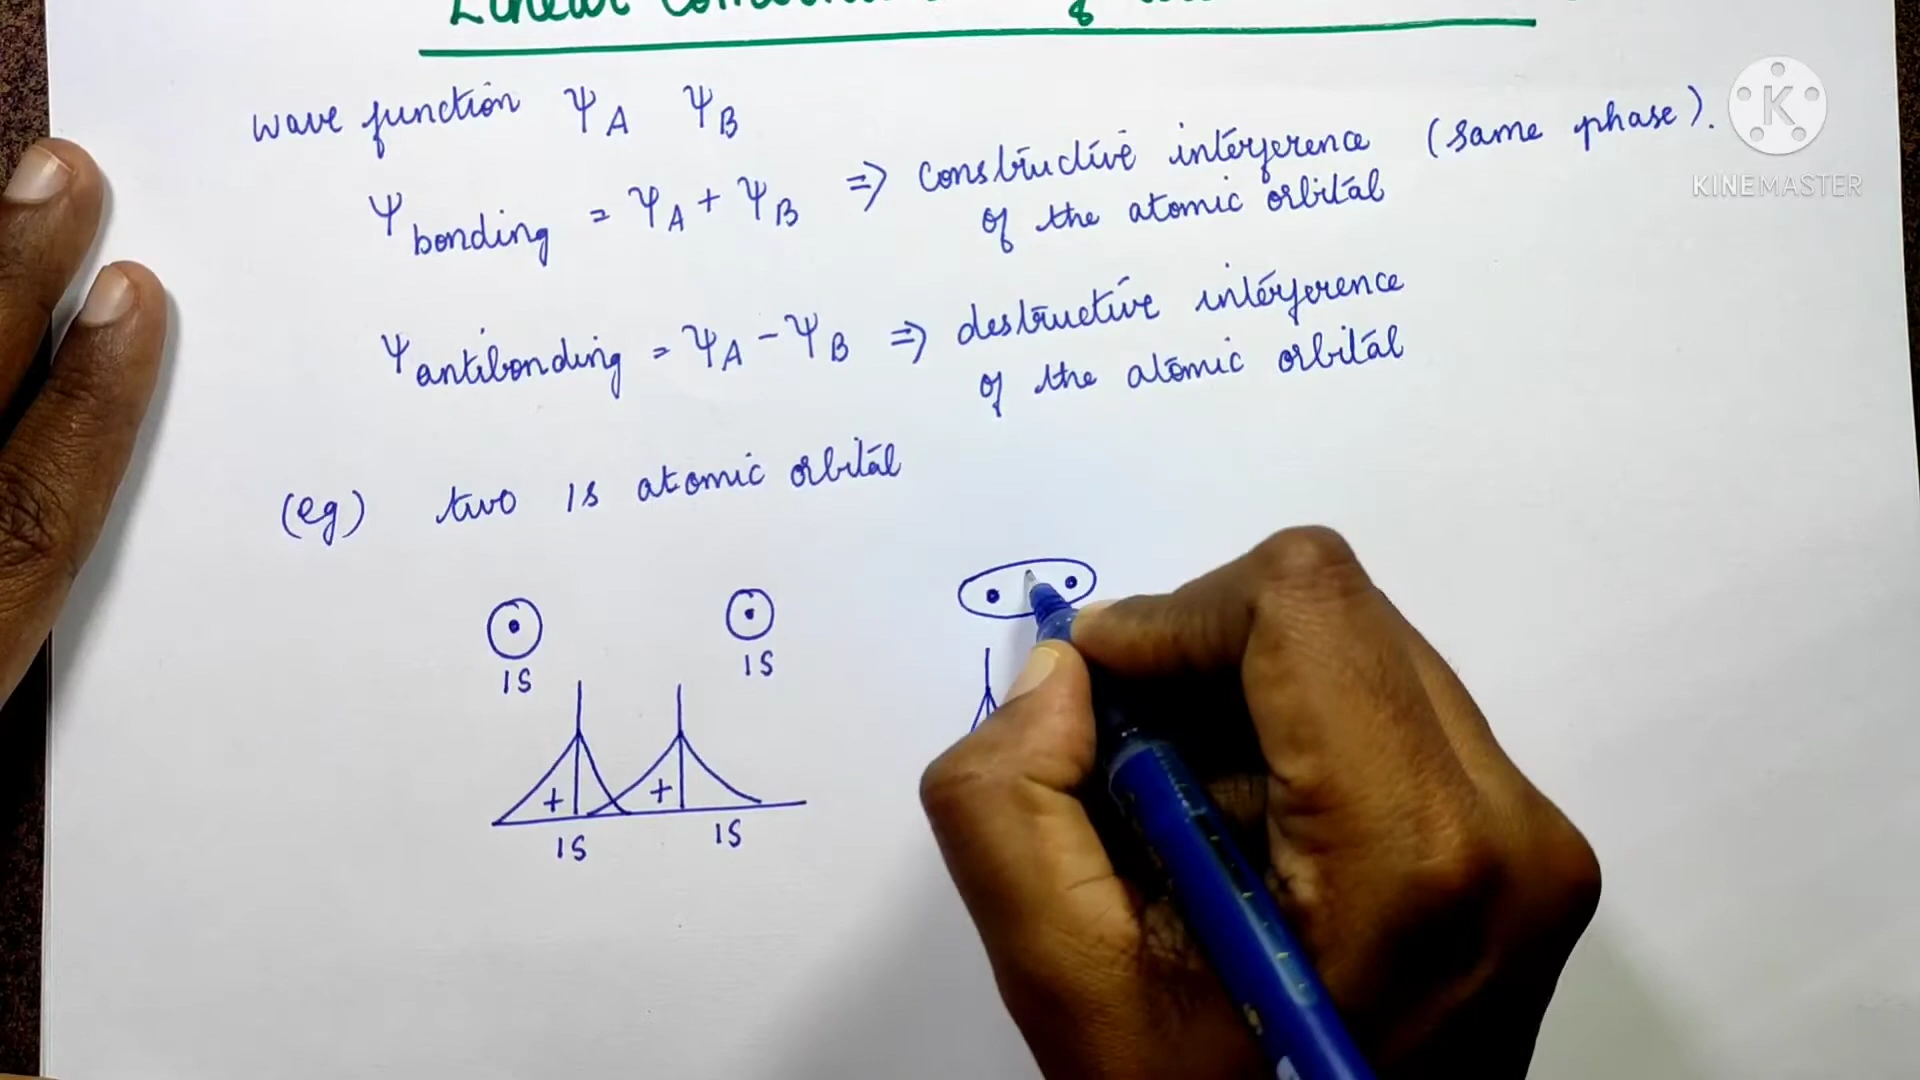 Linear
wave function ψA ψB
ψbonding = ψA + ψB => constructive interference (same phase).
of the atomic orbital
ψantibonding = ψA - ψB => destructive interference
of the atomic orbital
(eg) two 1s atomic orbital
1S 1S
+ +
1S 1S
K
KINEMASTER